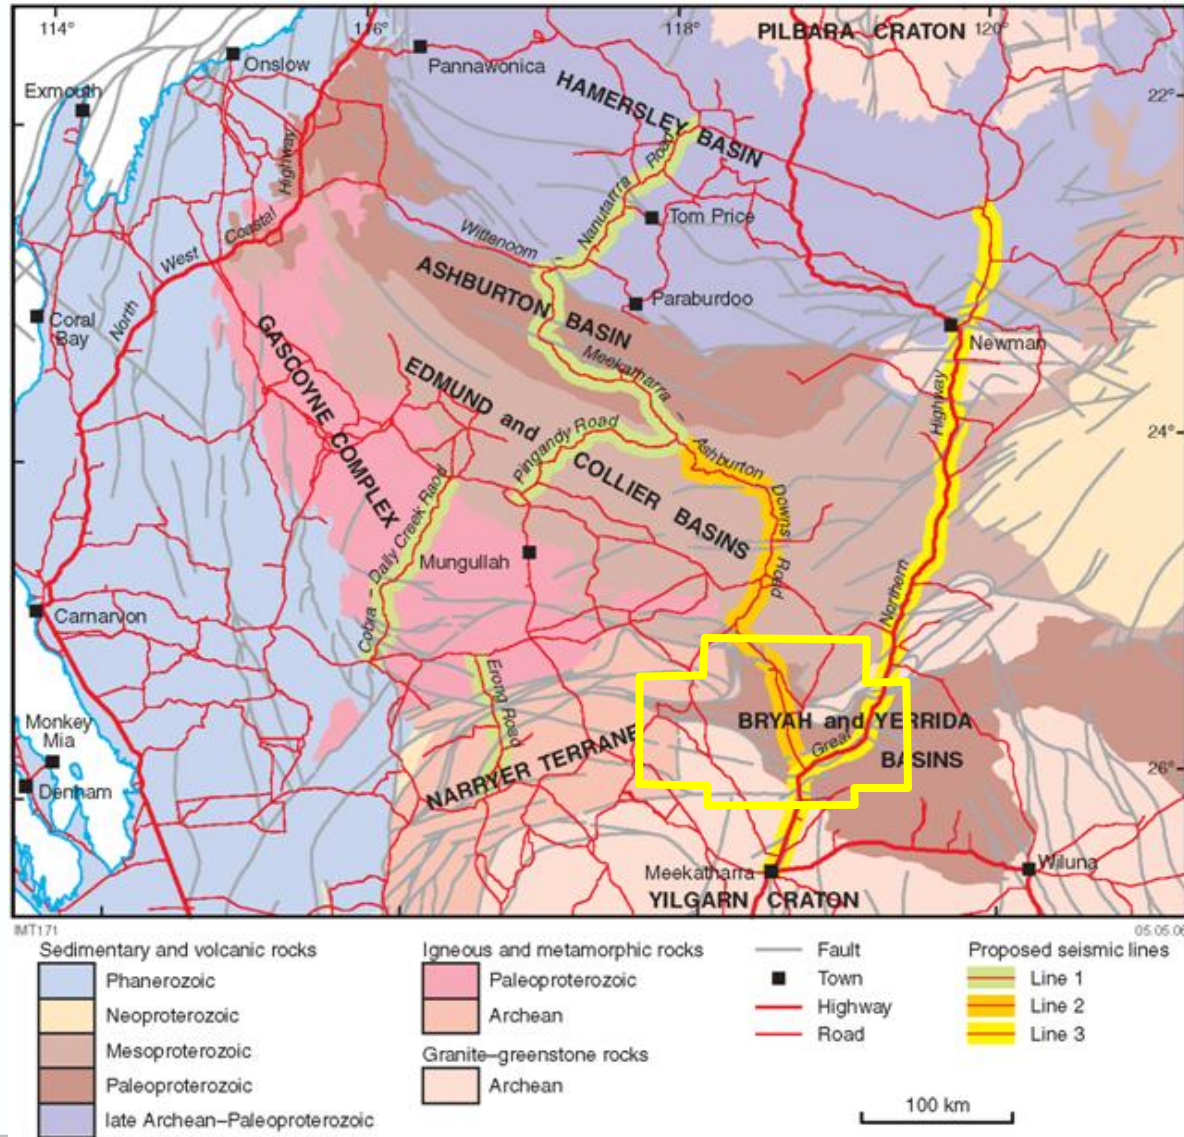 114°
116°
118°
120°
PILBARA CRATON
Onslow
Pannawonica
Exmouth
22°
HAMERSLEY BASIN
Highway
Nanutarra Road
Tom Price
Coastal
West
North
Wittenoom –
ASHBURTON BASIN
Paraburdoo
Coral
Bay
Newman
GASCOYNE COMPLEX
EDMUND and
COLLIER BASINS
Meekatharra –
Ashburton
Downs
Road
Pingandy Road
Highway
24°
Cobra – Dally Creek Raod
Mungullah
Northern
Carnarvon
Erong Road
Monkey
Mia
Denham
NARRYER TERRANE
BRYAH and YERRIDA
BASINS
Great
26°
Meekatharra
Wiluna
YILGARN CRATON
IMT171
05.05.06
Sedimentary and volcanic rocks
Phanerozoic
Neoproterozoic
Mesoproterozoic
Paleoproterozoic
late Archean–Paleoproterozoic
Igneous and metamorphic rocks
Paleoproterozoic
Archean
Granite–greenstone rocks
Archean
Fault
Town
Highway
Road
Proposed seismic lines
Line 1
Line 2
Line 3
100 km